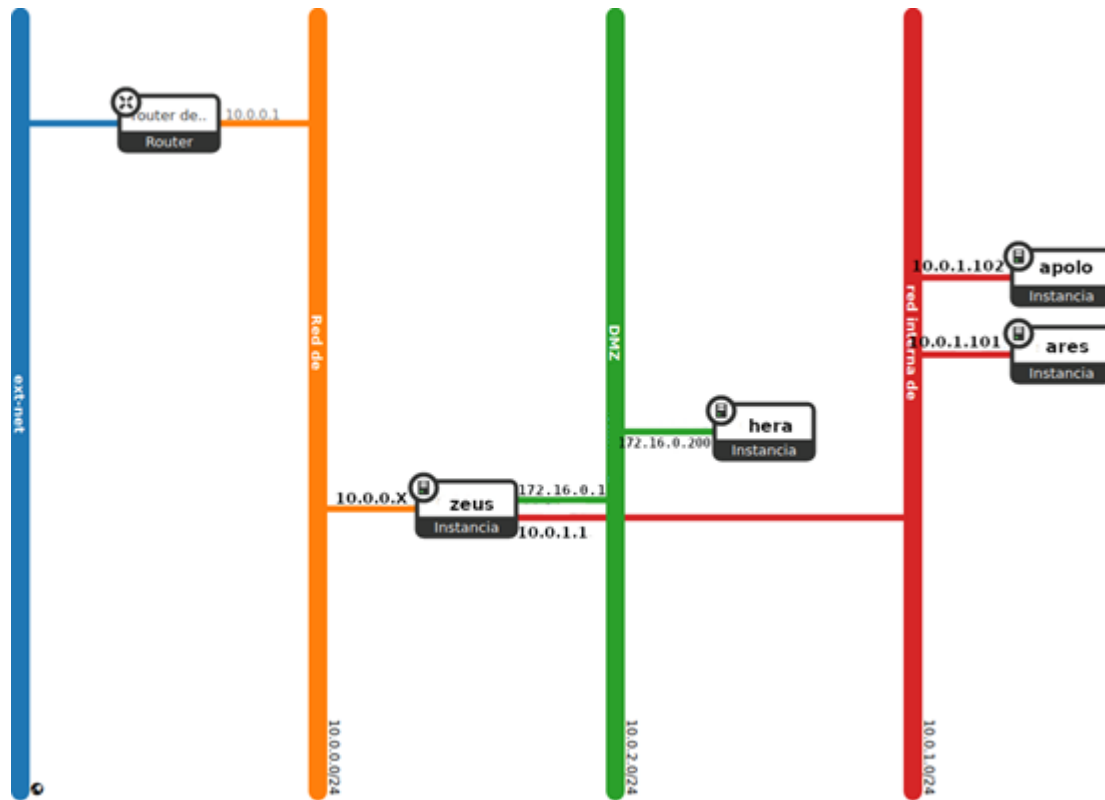 router de..
Router
10.0.0.1
ext-net
Red de
10.0.0.0/24
10.0.0.X
zeus
Instancia
172.16.0.1
10.0.1.1
DMZ
10.0.2.0/24
172.16.0.200
hera
Instancia
red interna de
10.0.1.0/24
10.0.1.102
apolo
Instancia
10.0.1.101
ares
Instancia